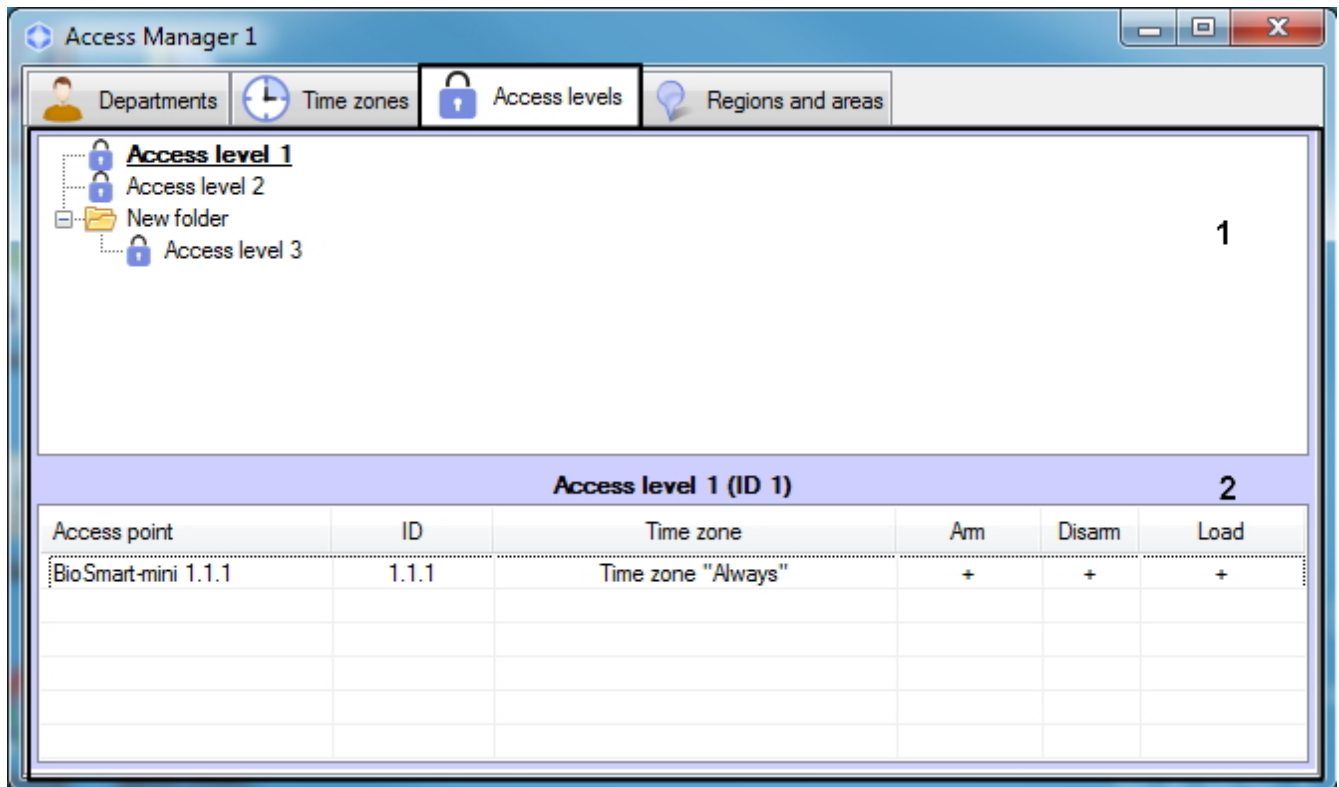 Access Manager 1
Departments Time zones Access levels Regions and areas
Access level 1
Access level 2
New folder
1
Access level 3
Access level 1 (ID 1) 2
Access point ID Time zone Arm Disarm Load
BioSmart-mini 1.1.1 1.1.1 Time zone "Always" + + +